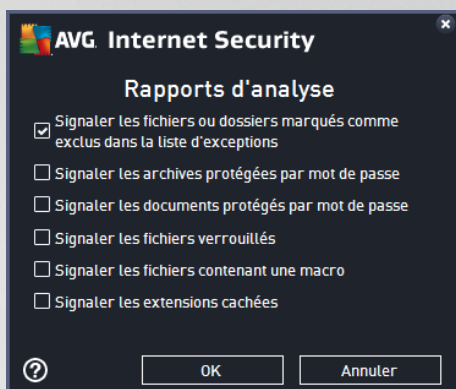 AVG Internet Security
Rapports d'analyse
Signaler les fichiers ou dossiers marqués comme
exclus dans la liste d'exceptions
Signaler les archives protégées par mot de passe
Signaler les documents protégés par mot de passe
Signaler les fichiers verrouillés
Signaler les fichiers contenant une macro
Signaler les extensions cachées
? OK Annuler